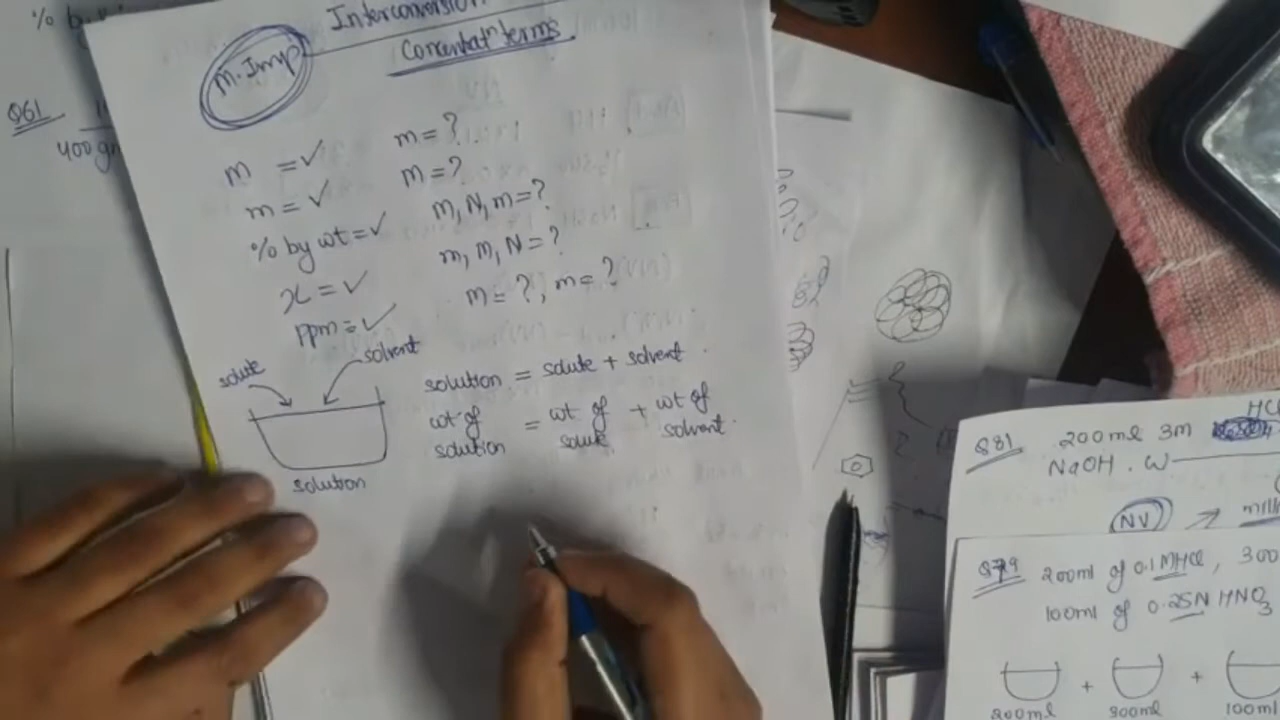 Interconversion
Concentratn terms
M. Imp
m = ✓ m = ?
m = ✓ m = ?
% by wt = ✓ m, N, m = ?
x = ✓ m, M, N = ?
ppm = ✓ m = ?, m = ?
solute solvent
solution = solute + solvent.
wt of solution = wt of solute + wt of solvent.
solution
Q61
400 gm
Q81 200ml 3m
NaOH . W
NV
Q79 200ml of 0.1 MHCl, 300
100ml of 0.25N HNO3
200ml + 300ml + 100ml